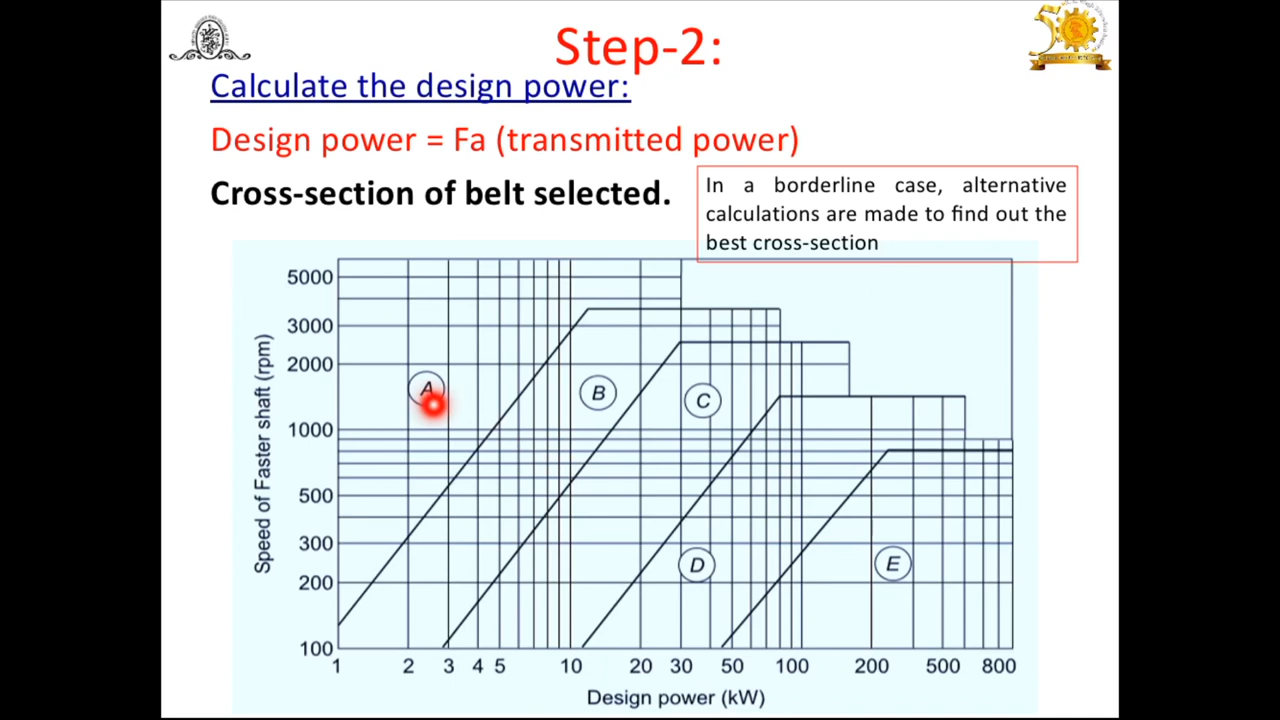 Step-2:
Calculate the design power:
Design power = Fa (transmitted power)
Cross-section of belt selected.
In a borderline case, alternative
calculations are made to find out the
best cross-section
5000
3000
2000
1000
500
300
200
100
Speed of Faster shaft (rpm)
A
B
C
D
E
1 2 3 4 5 10 20 30 50 100 200 500 800
Design power (kW)